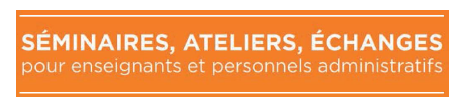 SÉMINAIRES, ATELIERS, ÉCHANGES
pour enseignants et personnels administratifs